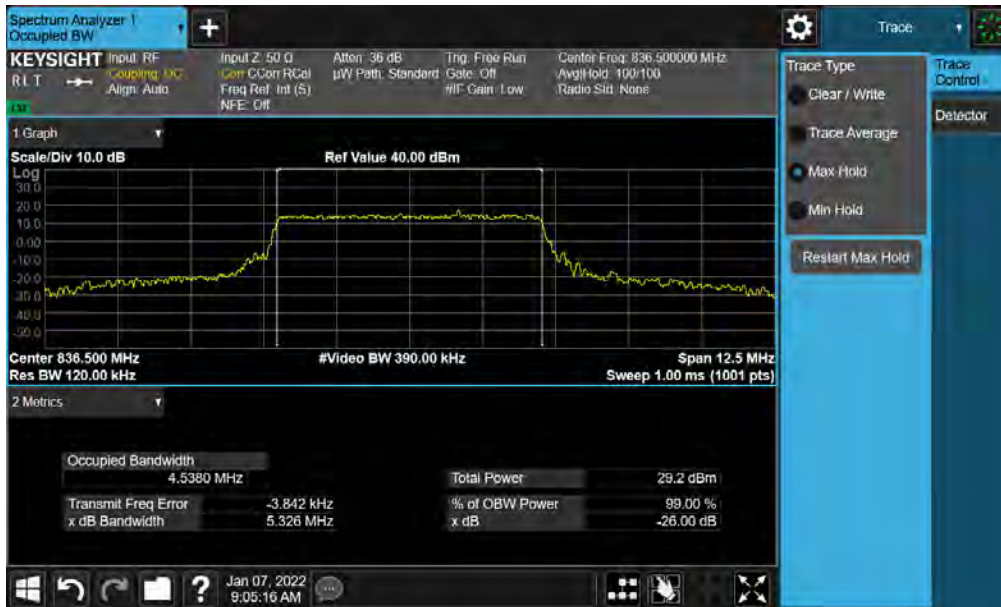 Spectrum Analyzer 1
Occupied BW
+
Trace
KEYSIGHT Input: RF
Coupling: DC
Align: Auto
RLT
LXI
Input Z: 50 Ω
Corr CCorr RCal
Freq Ref: Int (S)
NFE: Off
Atten: 36 dB
µW Path: Standard
Trig: Free Run
Gate: Off
#IF Gain: Low
Center Freq: 836.500000 MHz
Avg|Hold: 100/100
Radio Std: None
Trace Type
Clear / Write
Trace Average
Max Hold
Min Hold
Restart Max Hold
Trace Control
Detector
1 Graph
Scale/Div 10.0 dB
Ref Value 40.00 dBm
Log
30.0
20.0
10.0
0.00
-10.0
-20.0
-30.0
-40.0
-50.0
Center 836.500 MHz
#Video BW 390.00 kHz
Span 12.5 MHz
Res BW 120.00 kHz
Sweep 1.00 ms (1001 pts)
2 Metrics
Occupied Bandwidth
4.5380 MHz
Total Power 29.2 dBm
Transmit Freq Error -3.842 kHz
% of OBW Power 99.00 %
x dB Bandwidth 5.326 MHz
x dB -26.00 dB
?
Jan 07, 2022
9:05:16 AM